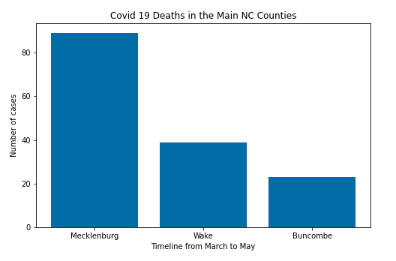 Covid 19 Deaths in the Main NC Counties
Number of cases
80
60
40
20
0
Mecklenburg Wake Buncombe
Timeline from March to May